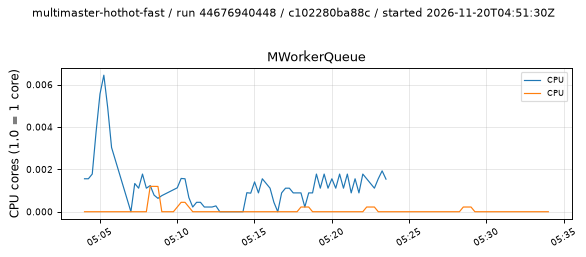 multimaster-hothot-fast / run 44676940448 / c102280ba88c / started 2026-11-20T04:51:30Z
MWorkerQueue
CPU cores (1.0 = 1 core)
0.006
0.004
0.002
0.000
CPU
CPU
05:05
05:10
05:15
05:20
05:25
05:30
05:35